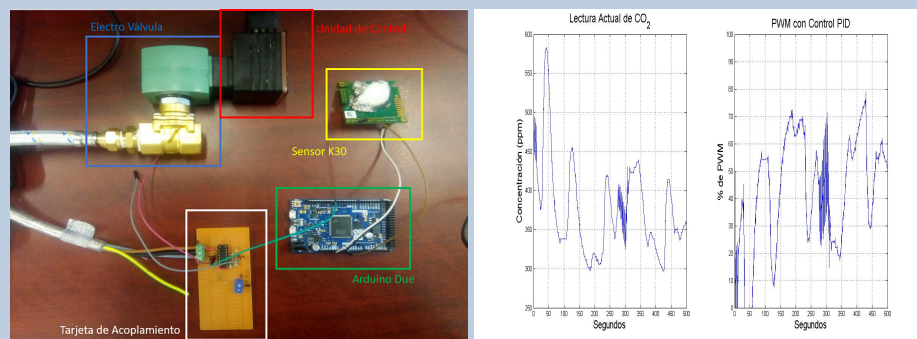 Electro Válvula
Unidad de Control
Sensor K30
Arduino Due
Tarjeta de Acoplamiento
Lectura Actual de CO2
Concentración (ppm)
600
550
500
450
400
350
300
250
0 50 100 150 200 250 300 350 400 450 500
Segundos
PWM con Control PID
% de PWM
100
90
80
70
60
50
40
30
20
10
0
0 50 100 150 200 250 300 350 400 450 500
Segundos